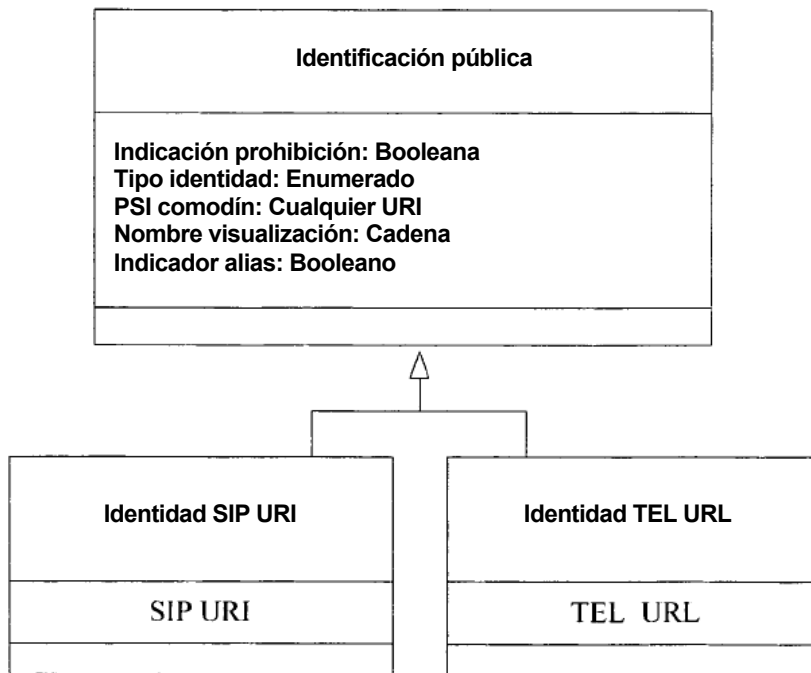 Identificación pública
Indicación prohibición: Booleana
Tipo identidad: Enumerado
PSI comodín: Cualquier URI
Nombre visualización: Cadena
Indicador alias: Booleano
Identidad SIP URI
Identidad TEL URL
SIP URI
TEL URL